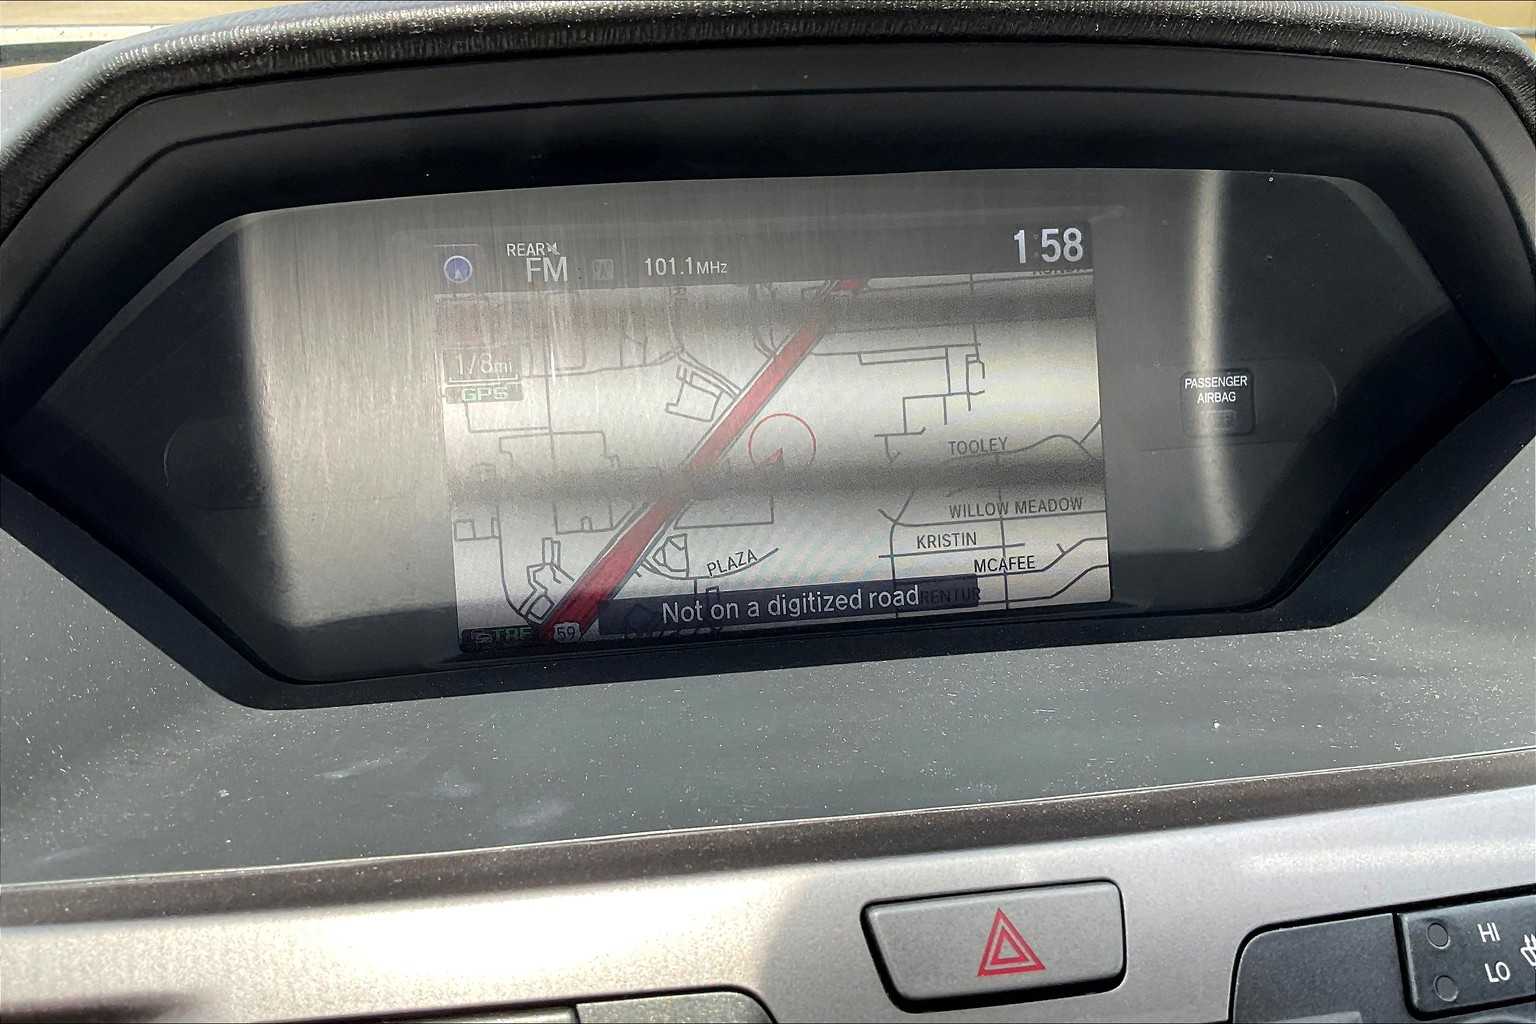 REAR
FM
101.1MHz
1:58
1/8mi
GPS
TOOLEY
WILLOW MEADOW
KRISTIN
MCAFEE
PLAZA
Not on a digitized road
59
PASSENGER
AIRBAG
HI
LO